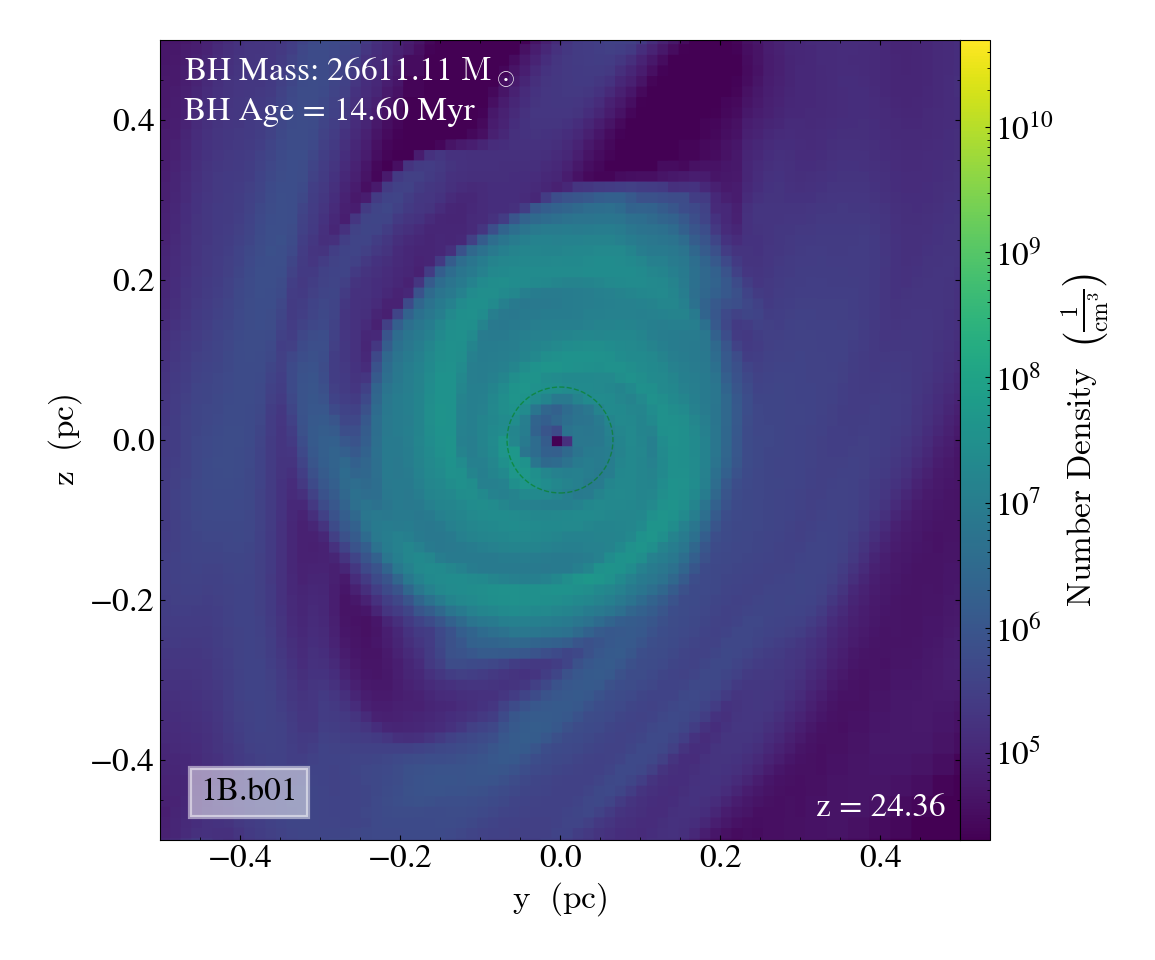 BH Mass: 26611.11 M⊙
BH Age = 14.60 Myr
0.4
0.2
0.0
−0.2
−0.4
z (pc)
1B.b01
z = 24.36
−0.4 −0.2 0.0 0.2 0.4
y (pc)
10¹⁰
10⁹
10⁸
10⁷
10⁶
10⁵
Number Density (1/cm³)